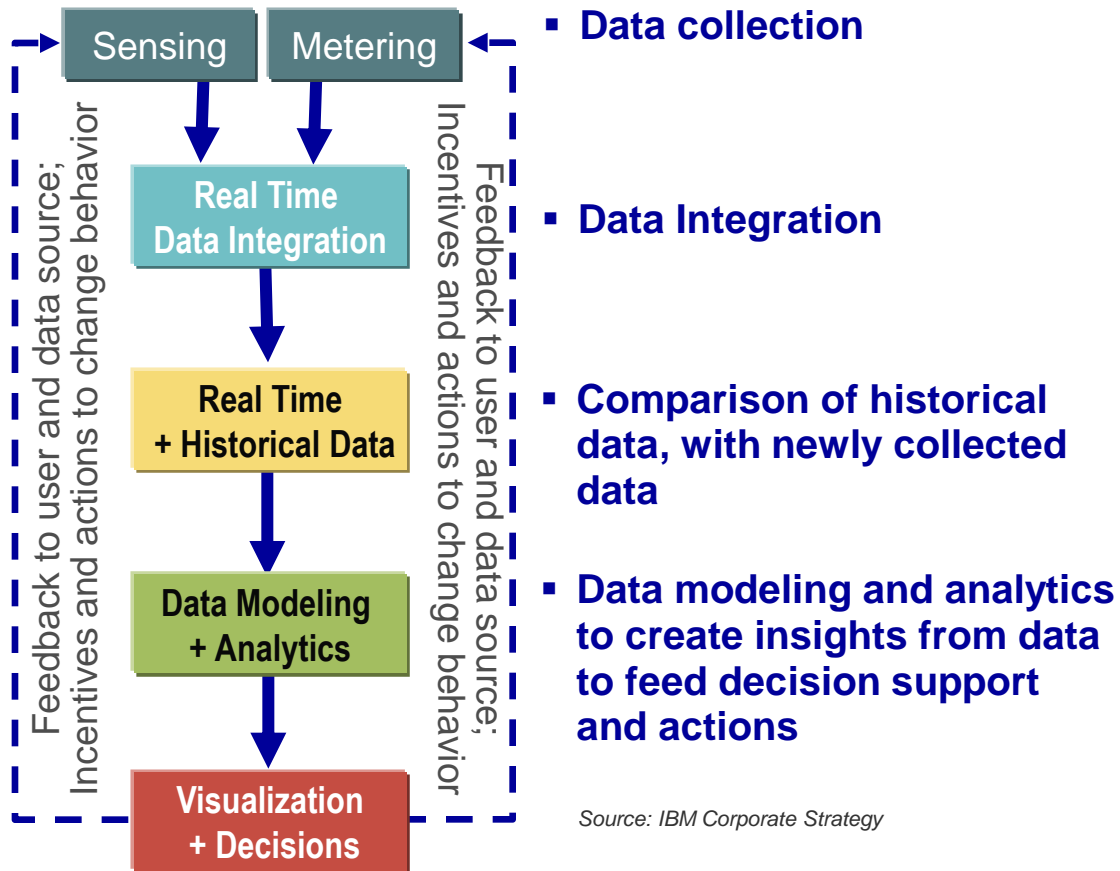 Sensing
Metering
▪ Data collection
Feedback to user and data source;
Incentives and actions to change behavior
Feedback to user and data source;
Incentives and actions to change behavior
Real Time
Data Integration
▪ Data Integration
Real Time
+ Historical Data
▪ Comparison of historical
data, with newly collected
data
Data Modeling
+ Analytics
▪ Data modeling and analytics
to create insights from data
to feed decision support
and actions
Visualization
+ Decisions
Source: IBM Corporate Strategy